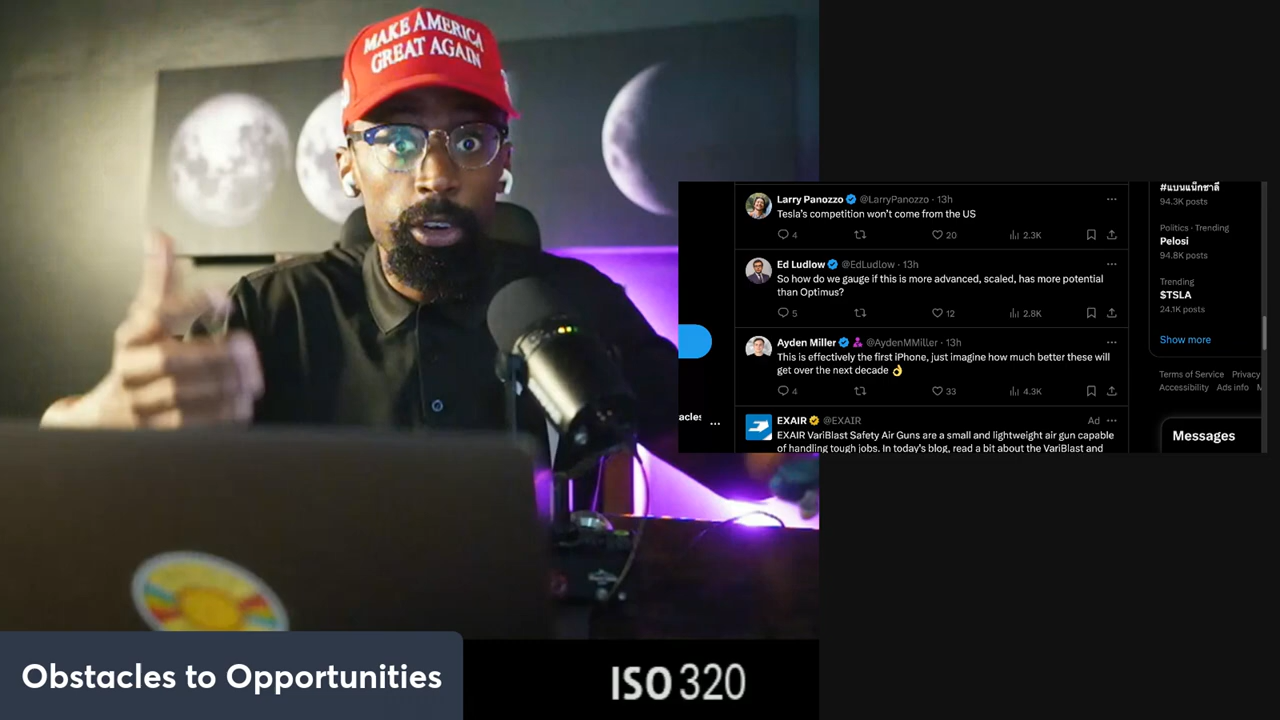 MAKE AMERICA
GREAT AGAIN
Larry Panozzo @LarryPanozzo · 13h
Tesla's competition won't come from the US
4 20 2.3K
Ed Ludlow @EdLudlow · 13h
So how do we gauge if this is more advanced, scaled, has more potential
than Optimus?
5 12 2.8K
Ayden Miller @AydenMMiller · 13h
This is effectively the first iPhone, just imagine how much better these will
get over the next decade 👌
4 33 4.3K
EXAIR @EXAIR Ad
EXAIR VariBlast Safety Air Guns are a small and lightweight air gun capable
of handling tough jobs. In today's blog, read a bit about the VariBlast and
acles
#แบนแน็กชาลี
94.3K posts
Politics · Trending
Pelosi
94.8K posts
Trending
$TSLA
24.1K posts
Show more
Terms of Service Privacy
Accessibility Ads info
Messages
Obstacles to Opportunities
ISO 320